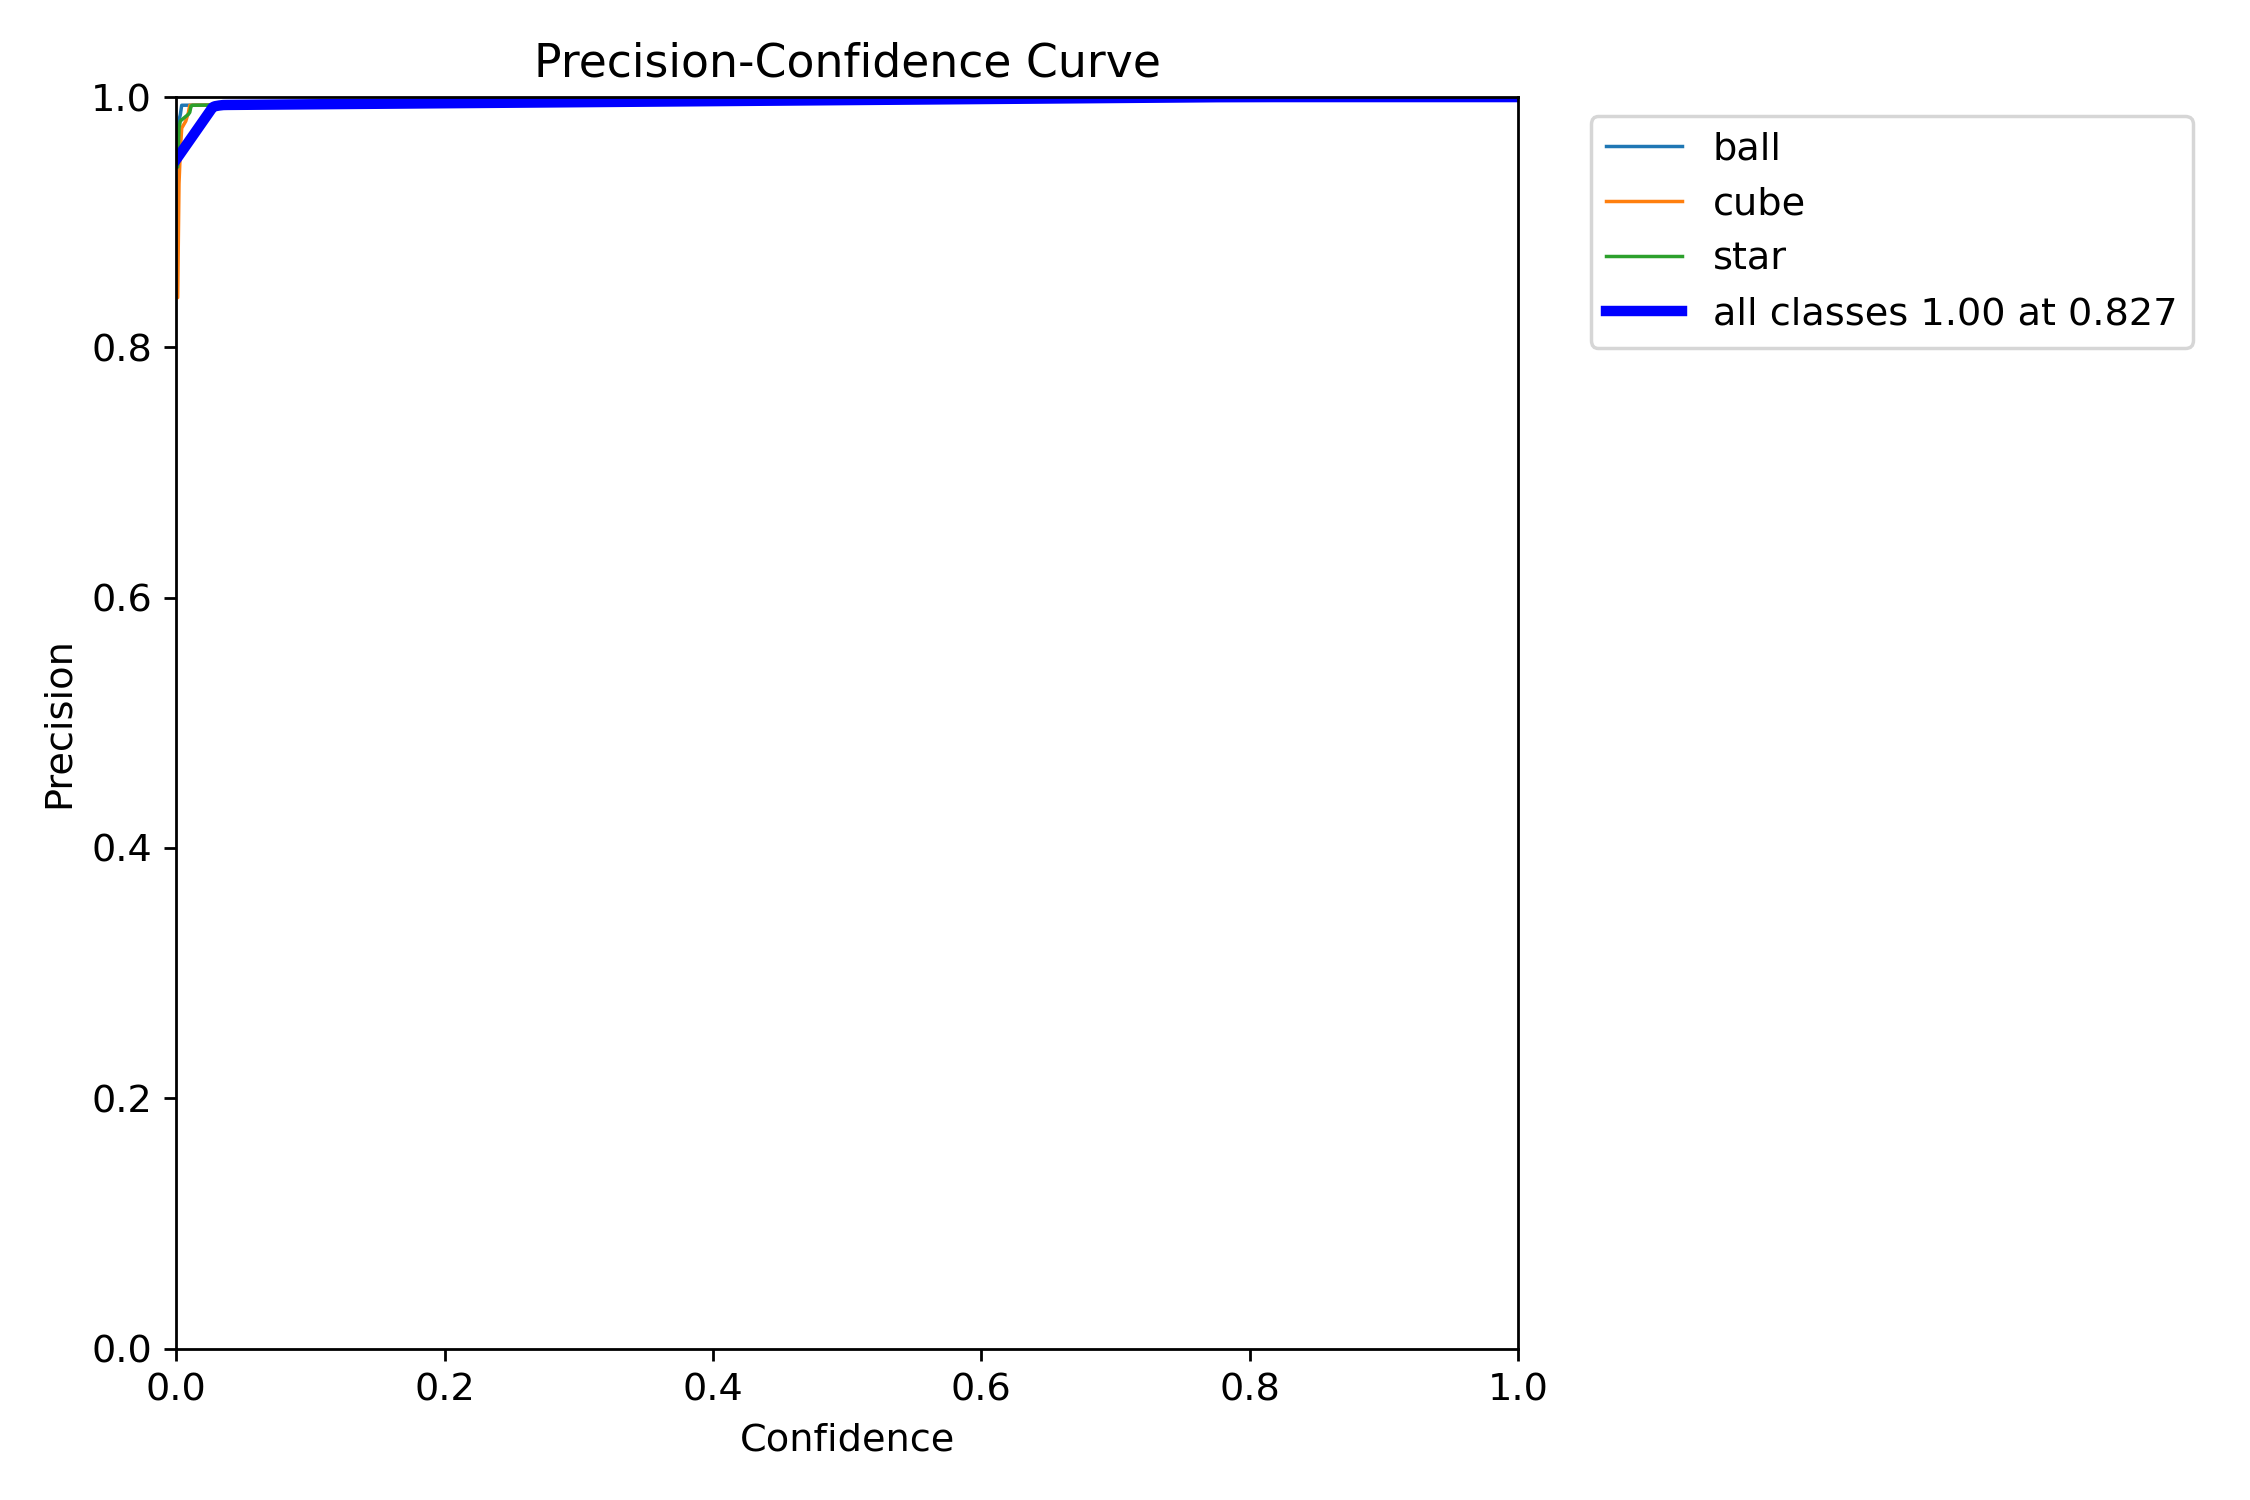 Precision-Confidence Curve
1.0
0.8
0.6
0.4
0.2
0.0
Precision
0.0 0.2 0.4 0.6 0.8 1.0
Confidence
ball
cube
star
all classes 1.00 at 0.827